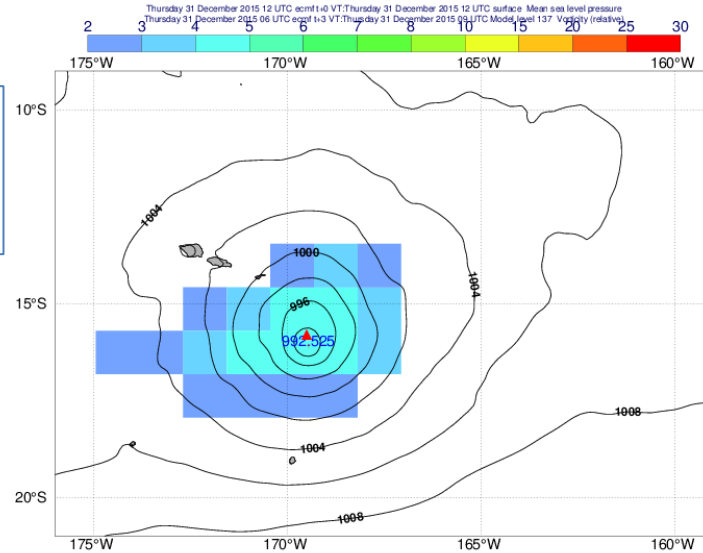 Thursday 31 December 2015 12 UTC ecmf t+0 VT:Thursday 31 December 2015 12 UTC surface Mean sea level pressure
Thursday 31 December 2015 06 UTC ecmf t+3 VT:Thursday 31 December 2015 09 UTC Model level 137 Vorticity (relative)
2 3 4 5 6 7 8 10 15 20 25 30
175°W 170°W 165°W 160°W
10°S
1004
1000
1004
15°S
996
992.525
1008
1004
20°S
1008
175°W 170°W 165°W 160°W